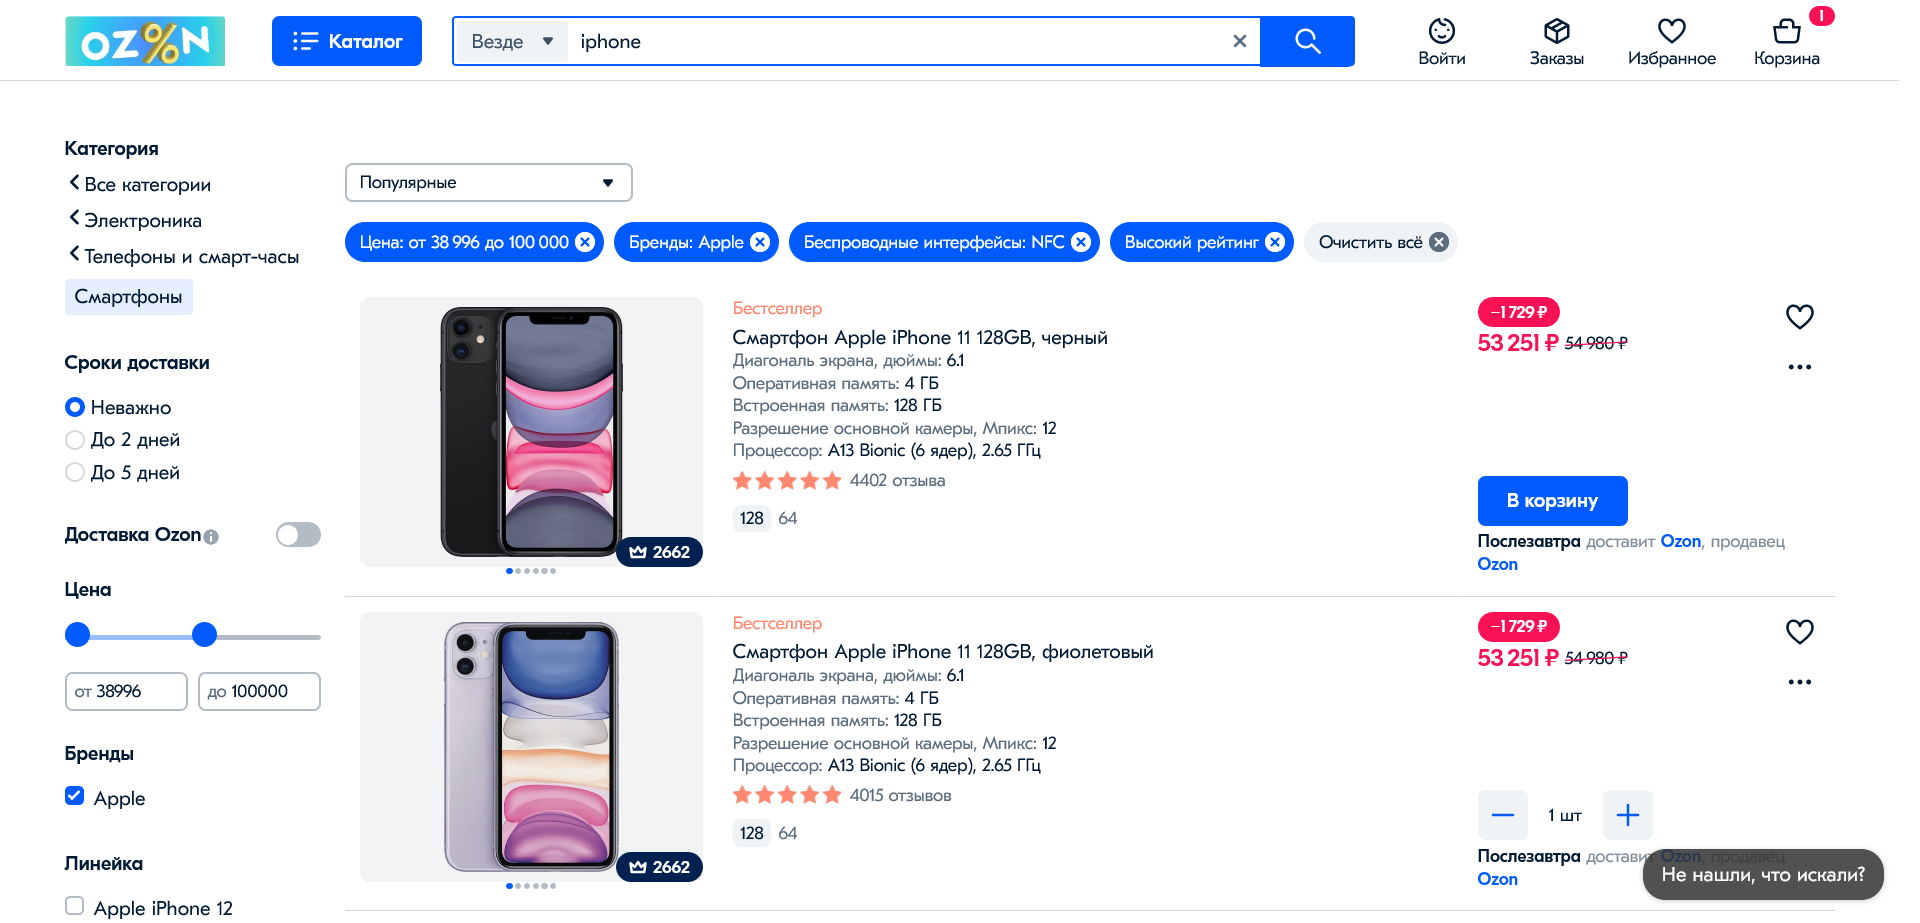 OZ%N
Каталог
Везде
iphone
Войти
Заказы
Избранное
Корзина
1
Категория
Все категории
Электроника
Телефоны и смарт-часы
Смартфоны
Сроки доставки
Неважно
До 2 дней
До 5 дней
Доставка Ozon
Цена
от 38996
до 100000
Бренды
Apple
Линейка
Apple iPhone 12
Популярные
Цена: от 38 996 до 100 000
Бренды: Apple
Беспроводные интерфейсы: NFC
Высокий рейтинг
Очистить всё
2662
Бестселлер
Смартфон Apple iPhone 11 128GB, черный
Диагональ экрана, дюймы: 6.1
Оперативная память: 4 ГБ
Встроенная память: 128 ГБ
Разрешение основной камеры, Мпикс: 12
Процессор: A13 Bionic (6 ядер), 2.65 ГГц
4402 отзыва
128 64
−1 729 ₽
53 251 ₽ 54 980 ₽
В корзину
Послезавтра доставит Ozon, продавец
Ozon
2662
Бестселлер
Смартфон Apple iPhone 11 128GB, фиолетовый
Диагональ экрана, дюймы: 6.1
Оперативная память: 4 ГБ
Встроенная память: 128 ГБ
Разрешение основной камеры, Мпикс: 12
Процессор: A13 Bionic (6 ядер), 2.65 ГГц
4015 отзывов
128 64
−1 729 ₽
53 251 ₽ 54 980 ₽
1 шт
Послезавтра доставит Ozon, продавец
Ozon
Не нашли, что искали?